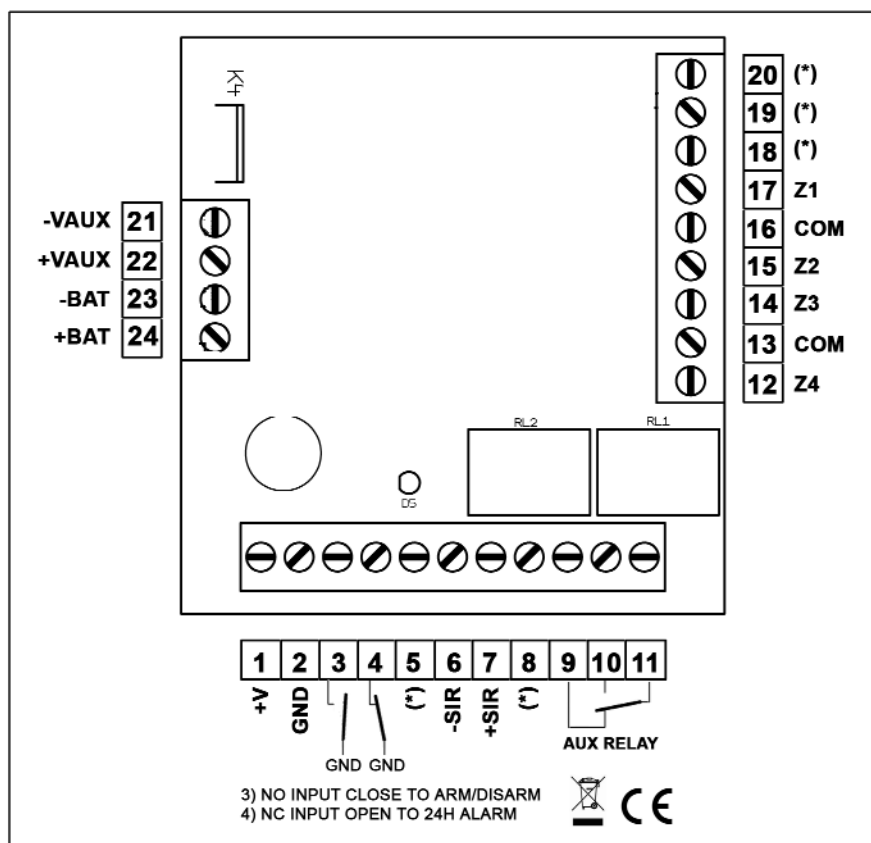 K4
20 (*)
19 (*)
18 (*)
17 Z1
16 COM
15 Z2
14 Z3
13 COM
12 Z4
-VAUX 21
+VAUX 22
-BAT 23
+BAT 24
RL2
RL1
DS
1 2 3 4 5 6 7 8 9 10 11
+V
GND
(*)
-SIR
+SIR
(*)
AUX RELAY
GND GND
3) NO INPUT CLOSE TO ARM/DISARM
4) NC INPUT OPEN TO 24H ALARM
CE